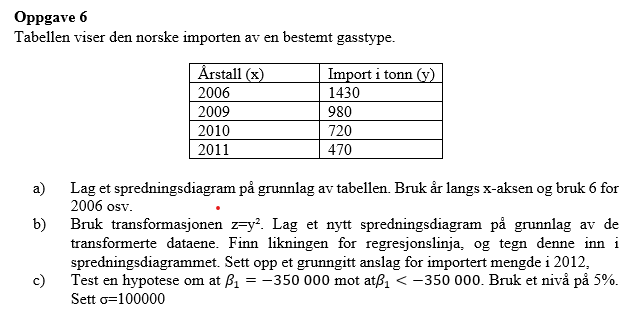 Oppgave 6
Tabellen viser den norske importen av en bestemt gasstype.
Årstall (x) Import i tonn (y)
2006 1430
2009 980
2010 720
2011 470
a) Lag et spredningsdiagram på grunnlag av tabellen. Bruk år langs x-aksen og bruk 6 for
2006 osv.
b) Bruk transformasjonen z=y². Lag et nytt spredningsdiagram på grunnlag av de
transformerte dataene. Finn likningen for regresjonslinja, og tegn denne inn i
spredningsdiagrammet. Sett opp et grunngitt anslag for importert mengde i 2012,
c) Test en hypotese om at β₁ = −350 000 mot atβ₁ < −350 000. Bruk et nivå på 5%.
Sett σ=100000